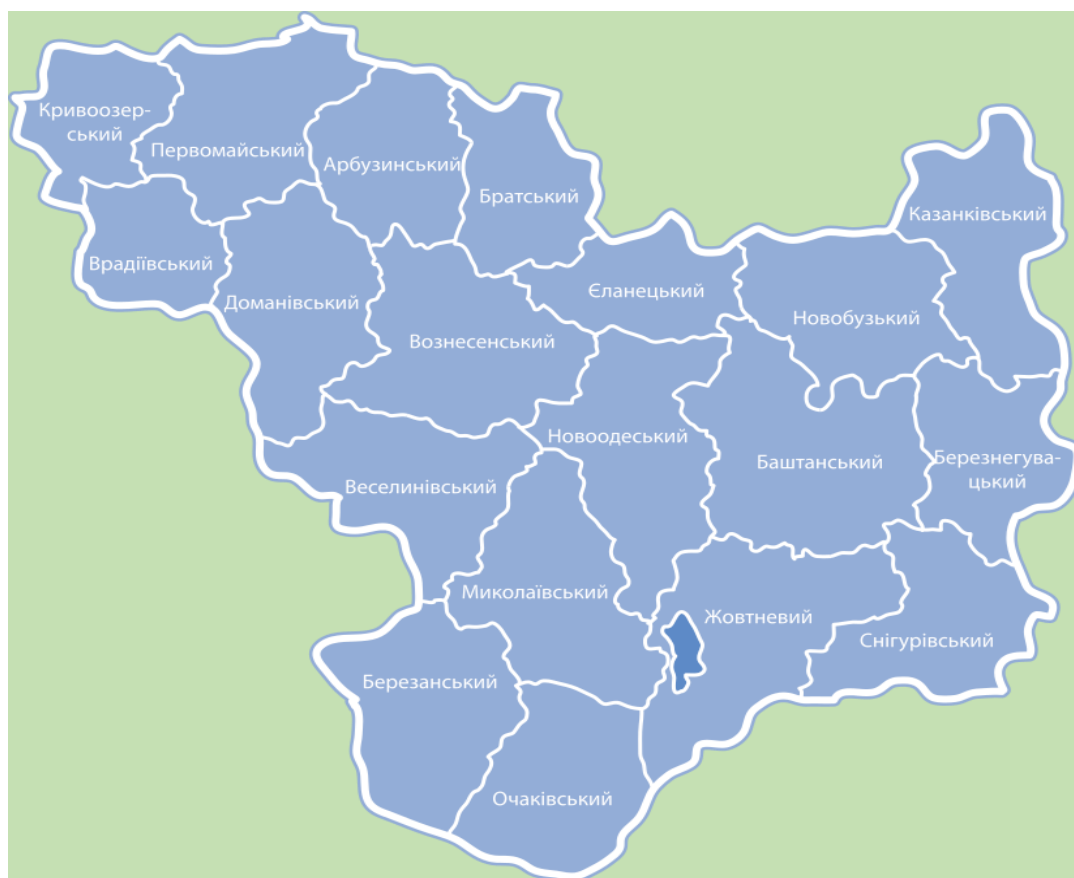 Кривоозер-
ський
Первомайський
Арбузинський
Братський
Казанківський
Врадіївський
Доманівський
Єланецький
Новобузький
Вознесенський
Новоодеський
Баштанський
Березнегува-
цький
Веселинівський
Миколаївський
Жовтневий
Снігурівський
Березанський
Очаківський